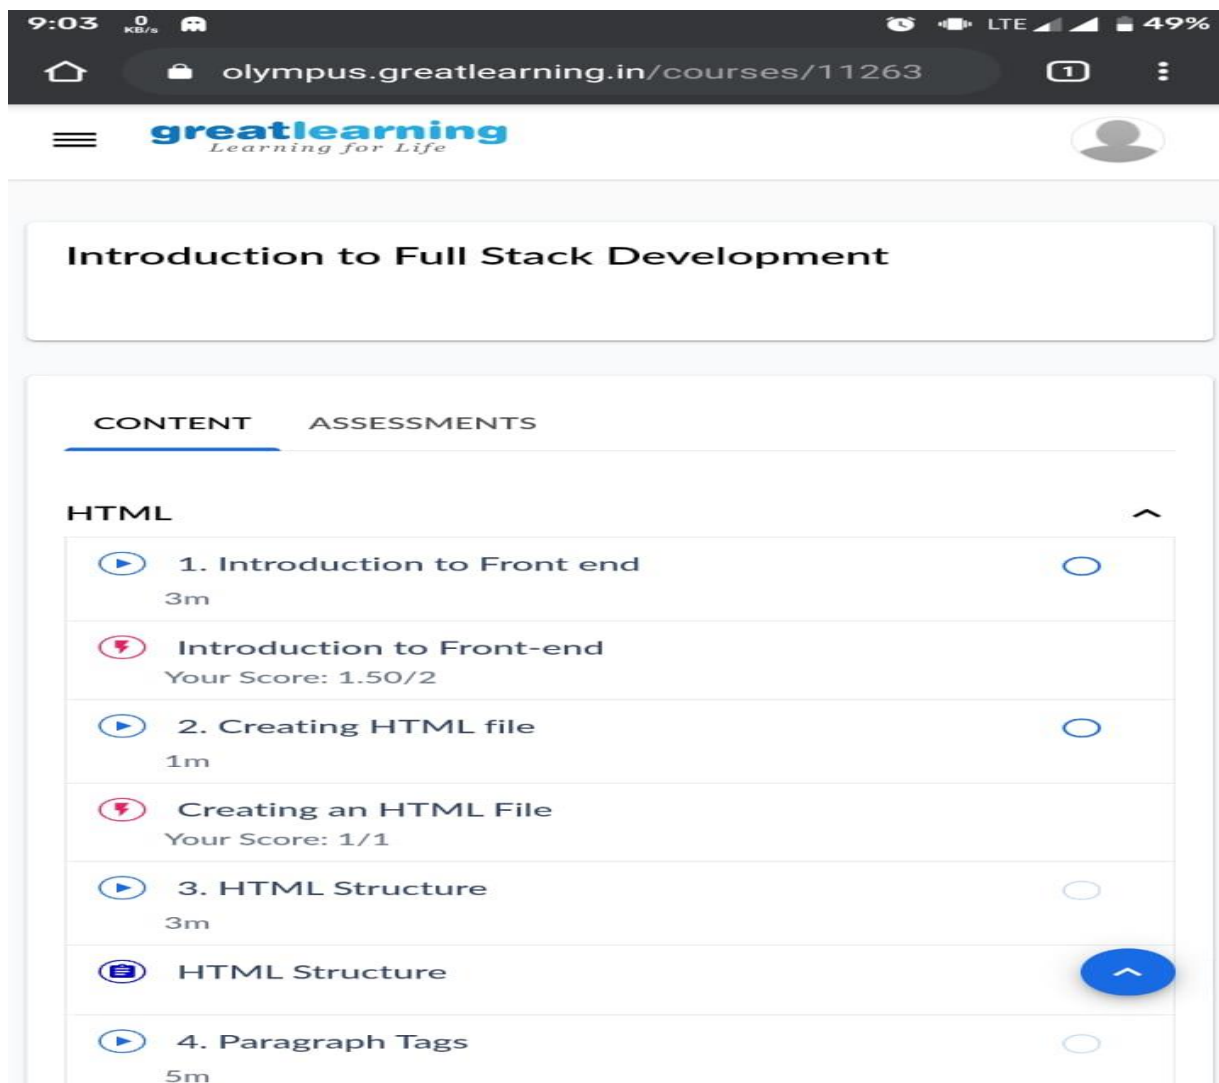 9:03 0 KB/s LTE 49%
olympus.greatlearning.in/courses/11263 1
greatlearning
Learning for Life
Introduction to Full Stack Development
CONTENT ASSESSMENTS
HTML
1. Introduction to Front end
3m
Introduction to Front-end
Your Score: 1.50/2
2. Creating HTML file
1m
Creating an HTML File
Your Score: 1/1
3. HTML Structure
3m
HTML Structure
4. Paragraph Tags
5m